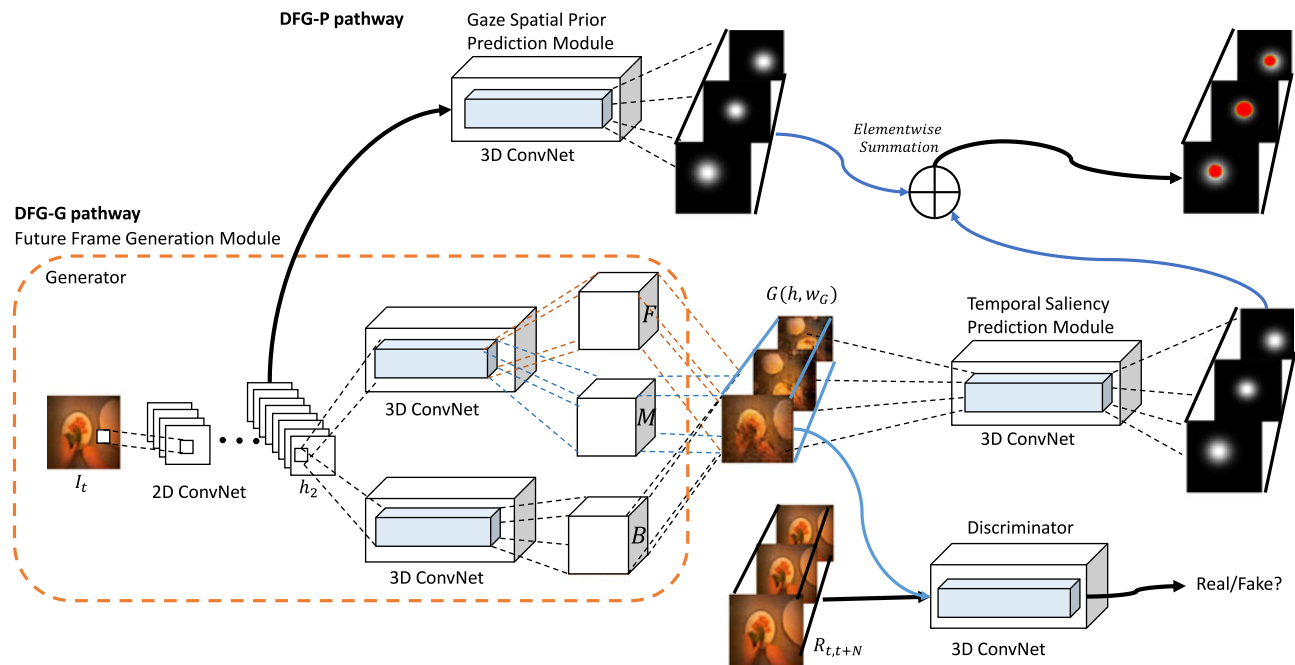 DFG-P pathway
Gaze Spatial Prior
Prediction Module
3D ConvNet
Elementwise
Summation
DFG-G pathway
Future Frame Generation Module
Generator
I_t
2D ConvNet
h_2
3D ConvNet
3D ConvNet
F
M
B
G(h, w_G)
Temporal Saliency
Prediction Module
3D ConvNet
R_{t,t+N}
Discriminator
3D ConvNet
Real/Fake?